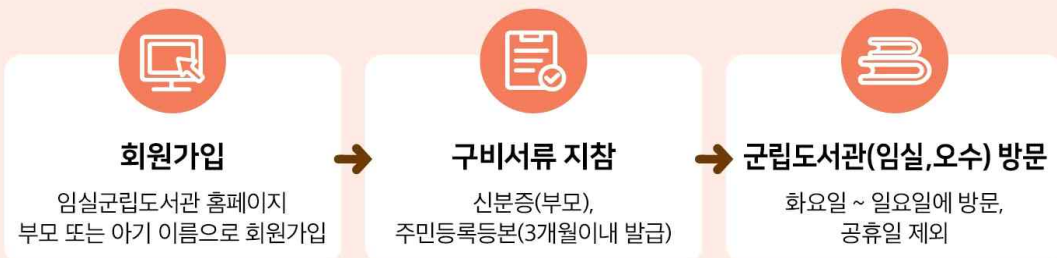 회원가입
임실군립도서관 홈페이지
부모 또는 아기 이름으로 회원가입
구비서류 지참
신분증(부모),
주민등록등본(3개월이내 발급)
군립도서관(임실,오수) 방문
화요일 ~ 일요일에 방문,
공휴일 제외